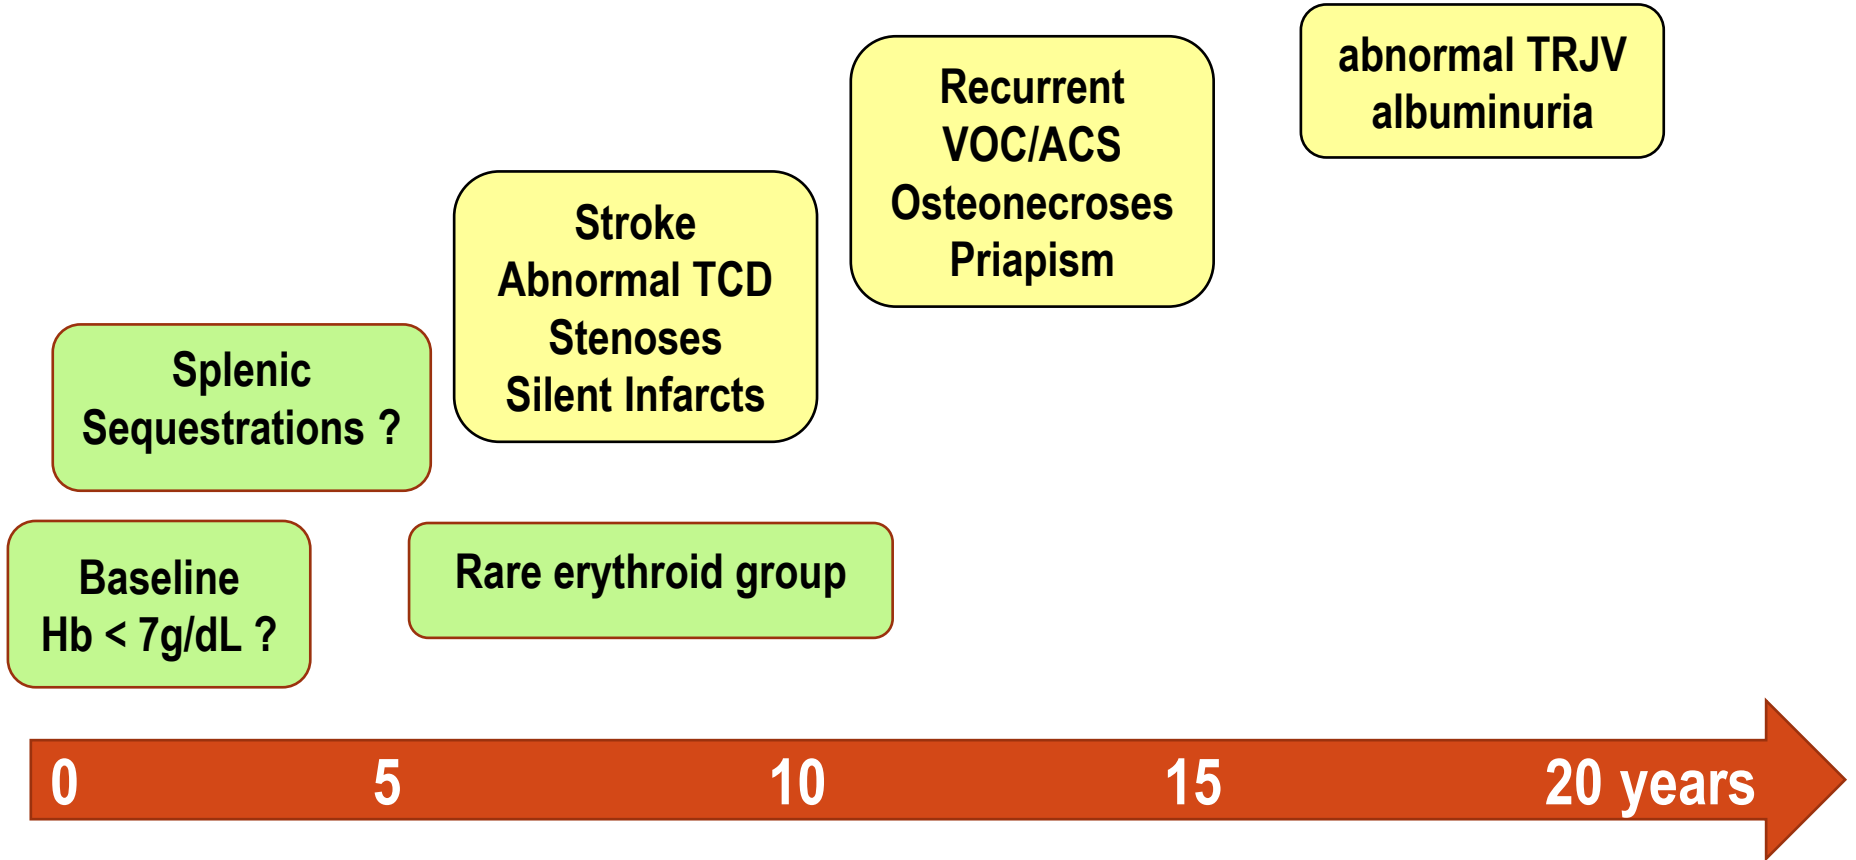 abnormal TRJV
albuminuria
Recurrent
VOC/ACS
Osteonecroses
Priapism
Stroke
Abnormal TCD
Stenoses
Silent Infarcts
Splenic
Sequestrations ?
Baseline
Hb < 7g/dL ?
Rare erythroid group
0 5 10 15 20 years